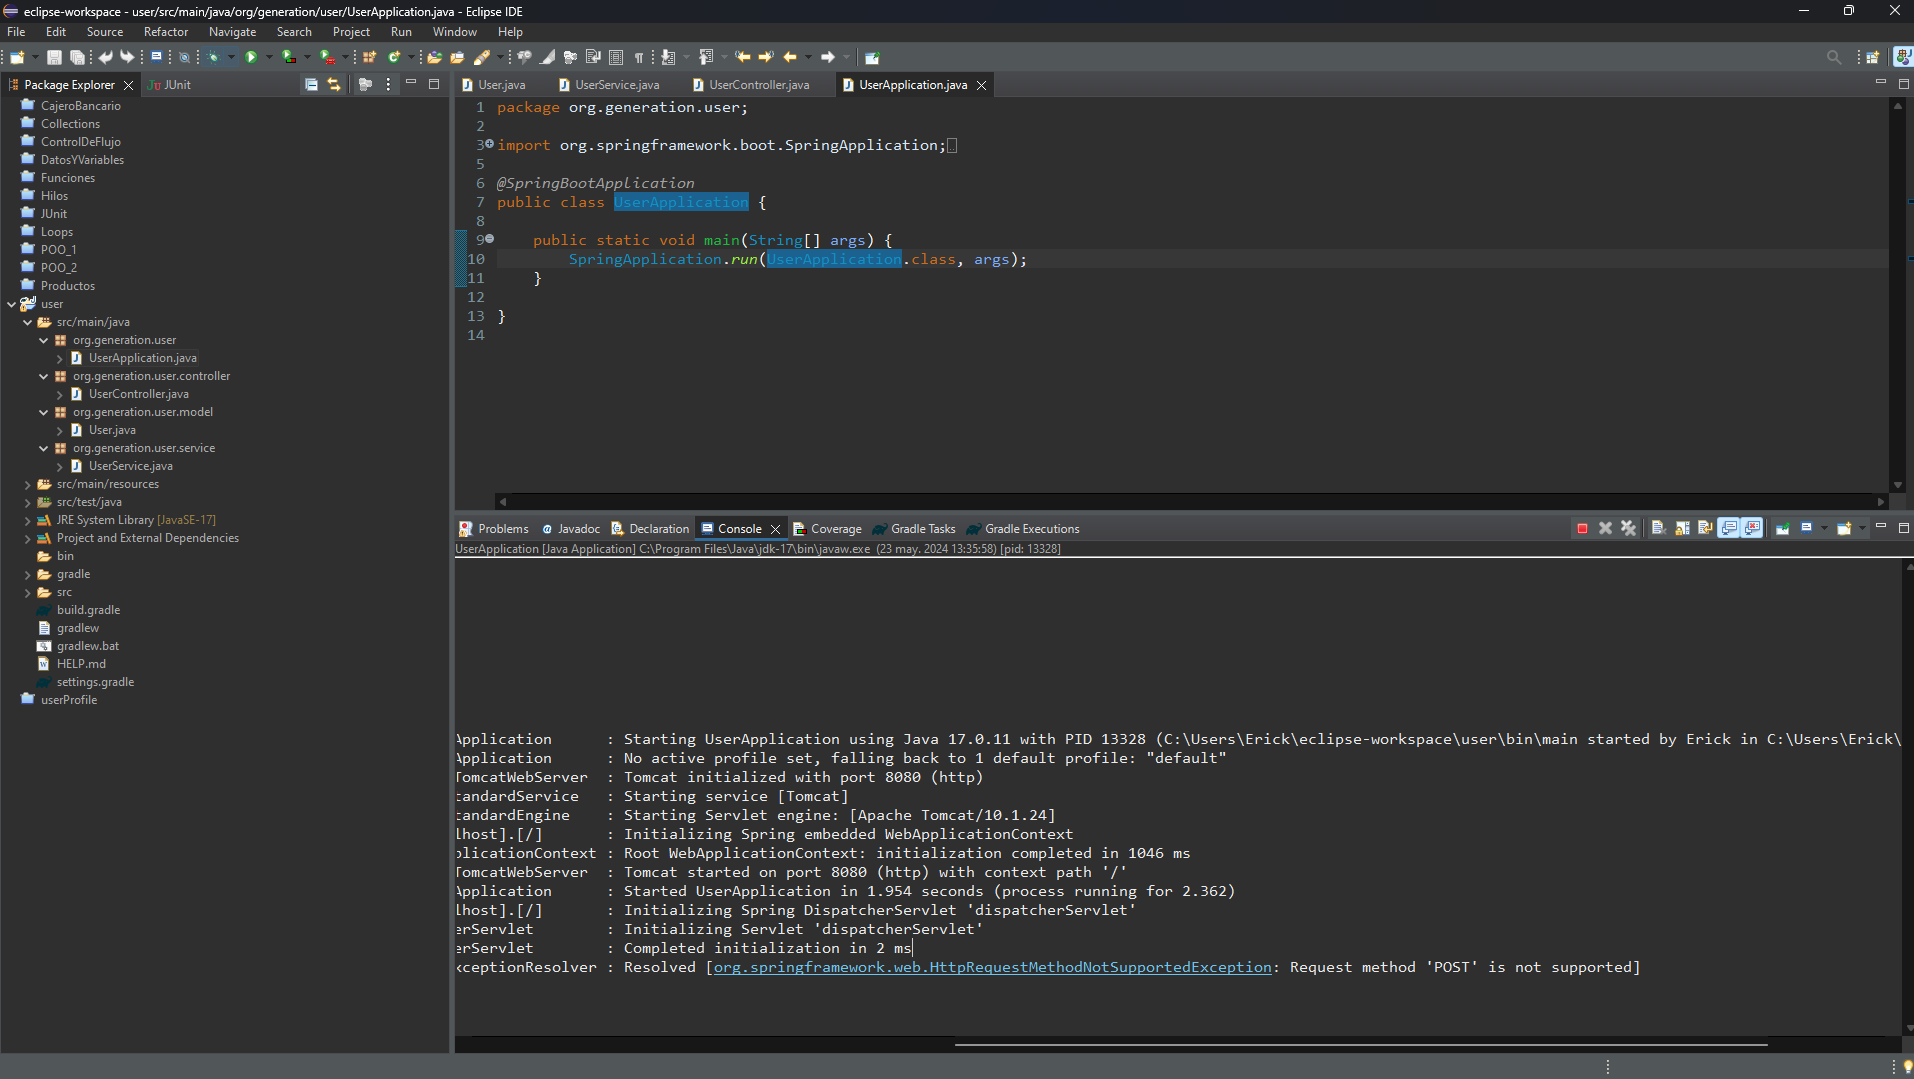 eclipse-workspace - user/src/main/java/org/generation/user/UserApplication.java - Eclipse IDE
File Edit Source Refactor Navigate Search Project Run Window Help
Package Explorer
JUnit
CajeroBancario
Collections
ControlDeFlujo
DatosYVariables
Funciones
Hilos
JUnit
Loops
POO_1
POO_2
Productos
user
src/main/java
org.generation.user
UserApplication.java
org.generation.user.controller
UserController.java
org.generation.user.model
User.java
org.generation.user.service
UserService.java
src/main/resources
src/test/java
JRE System Library [JavaSE-17]
Project and External Dependencies
bin
gradle
src
build.gradle
gradlew
gradlew.bat
HELP.md
settings.gradle
userProfile
User.java UserService.java UserController.java UserApplication.java
1 package org.generation.user;
2
3 import org.springframework.boot.SpringApplication;
5
6 @SpringBootApplication
7 public class UserApplication {
8
9 public static void main(String[] args) {
10 SpringApplication.run(UserApplication.class, args);
11 }
12
13 }
14
Problems @ Javadoc Declaration Console Coverage Gradle Tasks Gradle Executions
UserApplication [Java Application] C:\Program Files\Java\jdk-17\bin\javaw.exe (23 may. 2024 13:35:58) [pid: 13328]
Application : Starting UserApplication using Java 17.0.11 with PID 13328 (C:\Users\Erick\eclipse-workspace\user\bin\main started by Erick in C:\Users\Erick\
Application : No active profile set, falling back to 1 default profile: "default"
TomcatWebServer : Tomcat initialized with port 8080 (http)
tandardService : Starting service [Tomcat]
tandardEngine : Starting Servlet engine: [Apache Tomcat/10.1.24]
lhost].[/] : Initializing Spring embedded WebApplicationContext
plicationContext : Root WebApplicationContext: initialization completed in 1046 ms
TomcatWebServer : Tomcat started on port 8080 (http) with context path '/'
Application : Started UserApplication in 1.954 seconds (process running for 2.362)
lhost].[/] : Initializing Spring DispatcherServlet 'dispatcherServlet'
erServlet : Initializing Servlet 'dispatcherServlet'
erServlet : Completed initialization in 2 ms
xceptionResolver : Resolved [org.springframework.web.HttpRequestMethodNotSupportedException: Request method 'POST' is not supported]